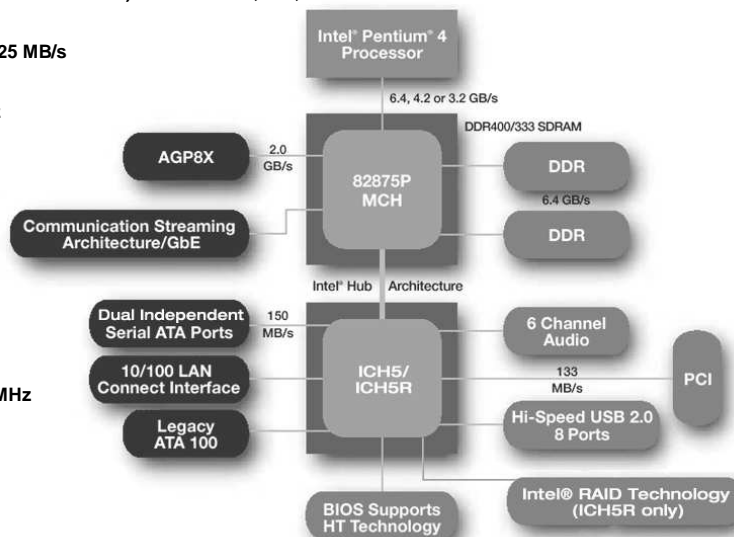 Intel® Pentium® 4
Processor
25 MB/s
6.4, 4.2 or 3.2 GB/s
DDR400/333 SDRAM
AGP8X
2.0
GB/s
82875P
MCH
DDR
6.4 GB/s
DDR
Communication Streaming
Architecture/GbE
Intel® Hub Architecture
Dual Independent
Serial ATA Ports
150
MB/s
6 Channel
Audio
10/100 LAN
Connect Interface
ICH5/
ICH5R
133
MB/s
PCI
MHz
Legacy
ATA 100
Hi-Speed USB 2.0
8 Ports
BIOS Supports
HT Technology
Intel® RAID Technology
(ICH5R only)